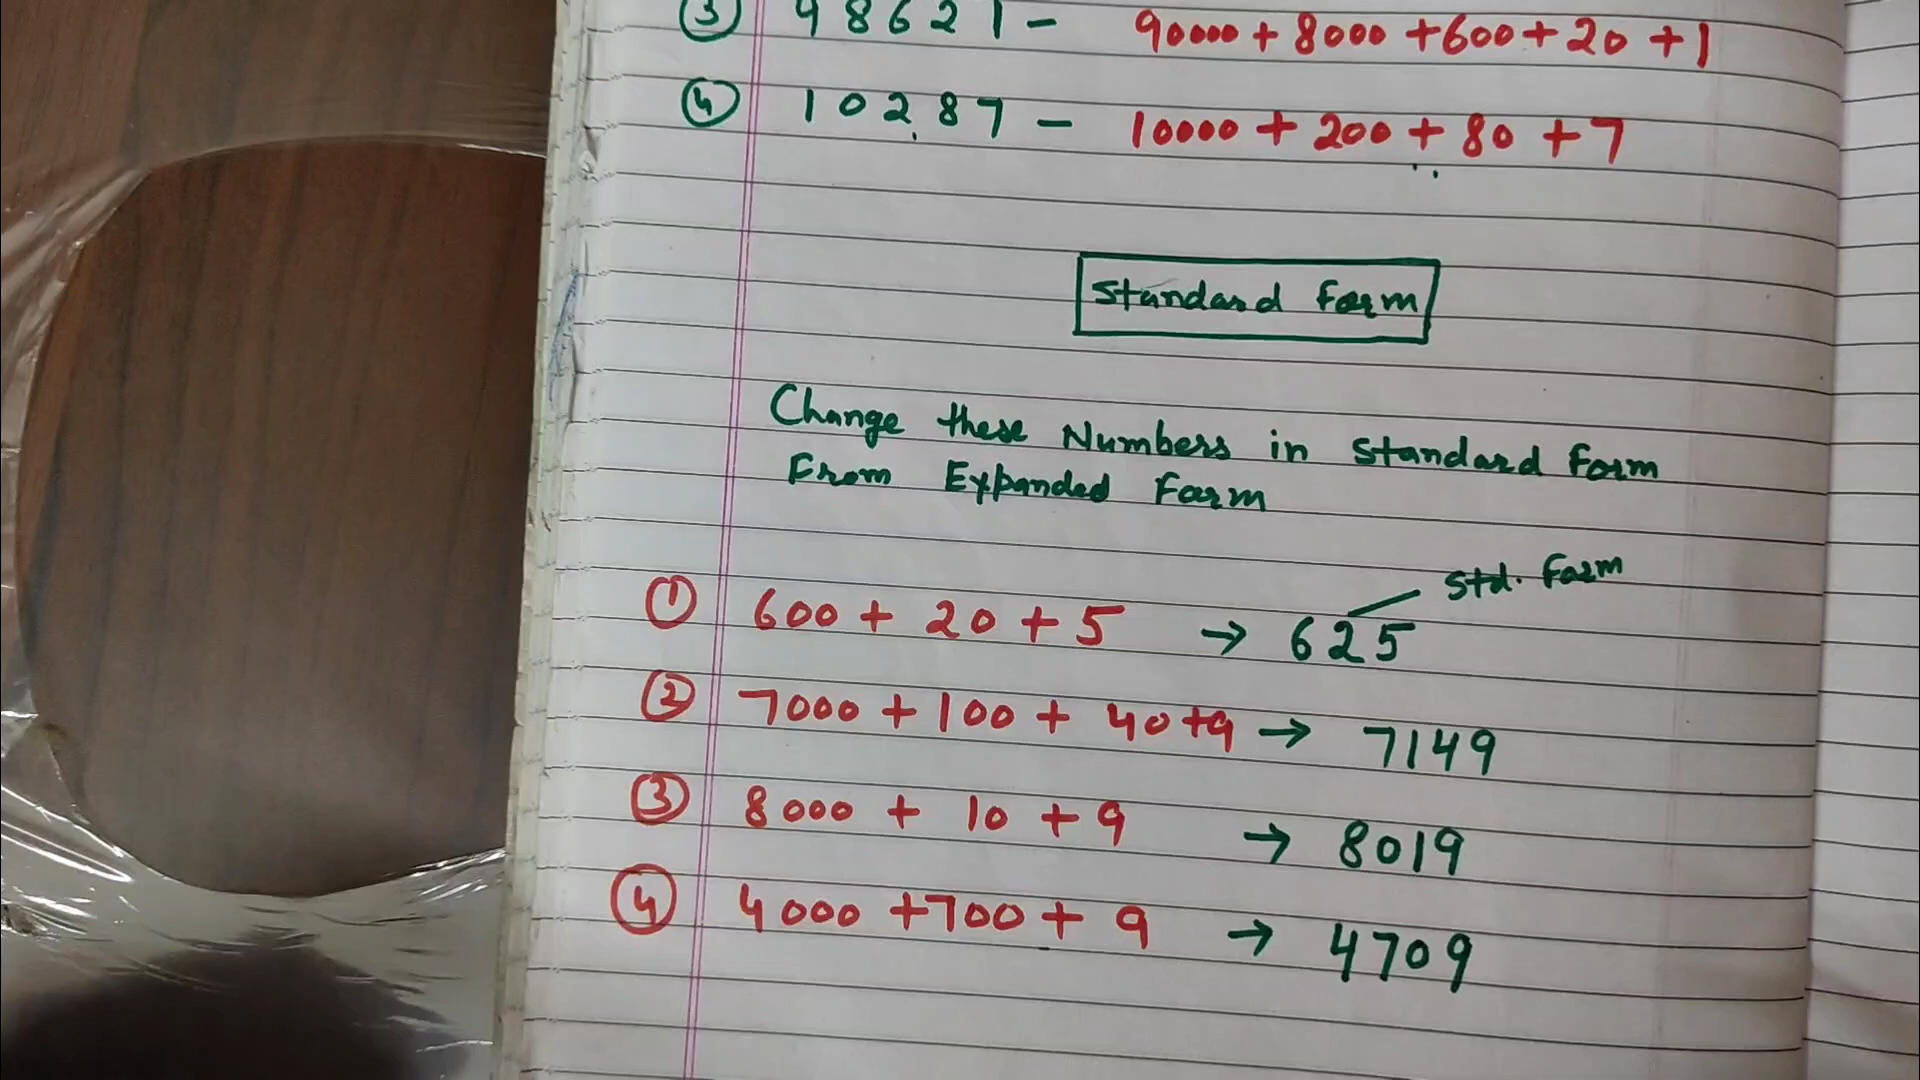 ③ 98621 - 90000 + 8000 + 600 + 20 + 1
④ 10287 - 10000 + 200 + 80 + 7
Standard Form
Change these Numbers in Standard Form
From Expanded Form
Std. Form
① 600 + 20 + 5 → 625
② 7000 + 100 + 40 + 9 → 7149
③ 8000 + 10 + 9 → 8019
④ 4000 + 700 + 9 → 4709